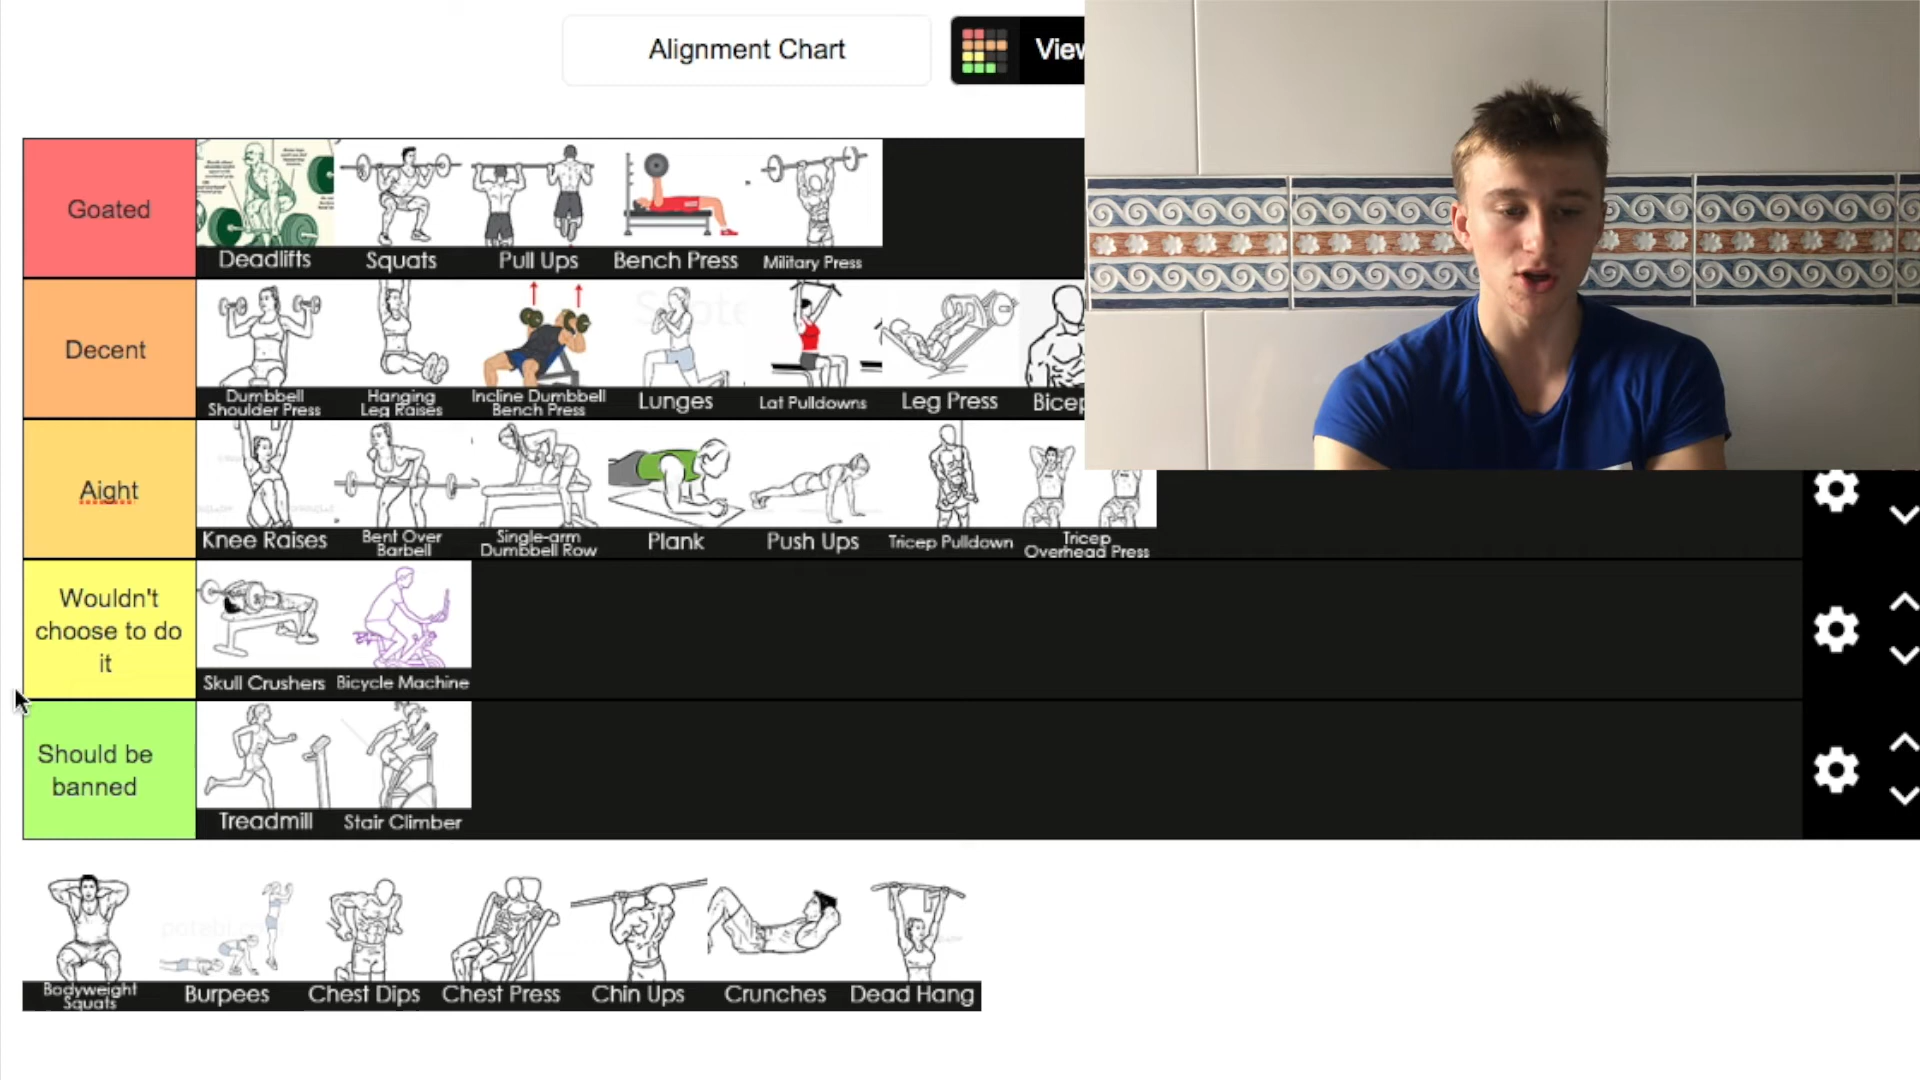 Alignment Chart
View
Goated
Deadlifts
Squats
Pull Ups
Bench Press
Military Press
Decent
Dumbbell
Shoulder Press
Hanging
Leg Raises
Incline Dumbbell
Bench Press
Lunges
Lat Pulldowns
Leg Press
Bicep
Aight
Knee Raises
Bent Over
Barbell
Single-arm
Dumbbell Row
Plank
Push Ups
Tricep Pulldown
Tricep
Overhead Press
Wouldn't
choose to do
it
Skull Crushers
Bicycle Machine
Should be
banned
Treadmill
Stair Climber
Bodyweight
Squats
Burpees
Chest Dips
Chest Press
Chin Ups
Crunches
Dead Hang